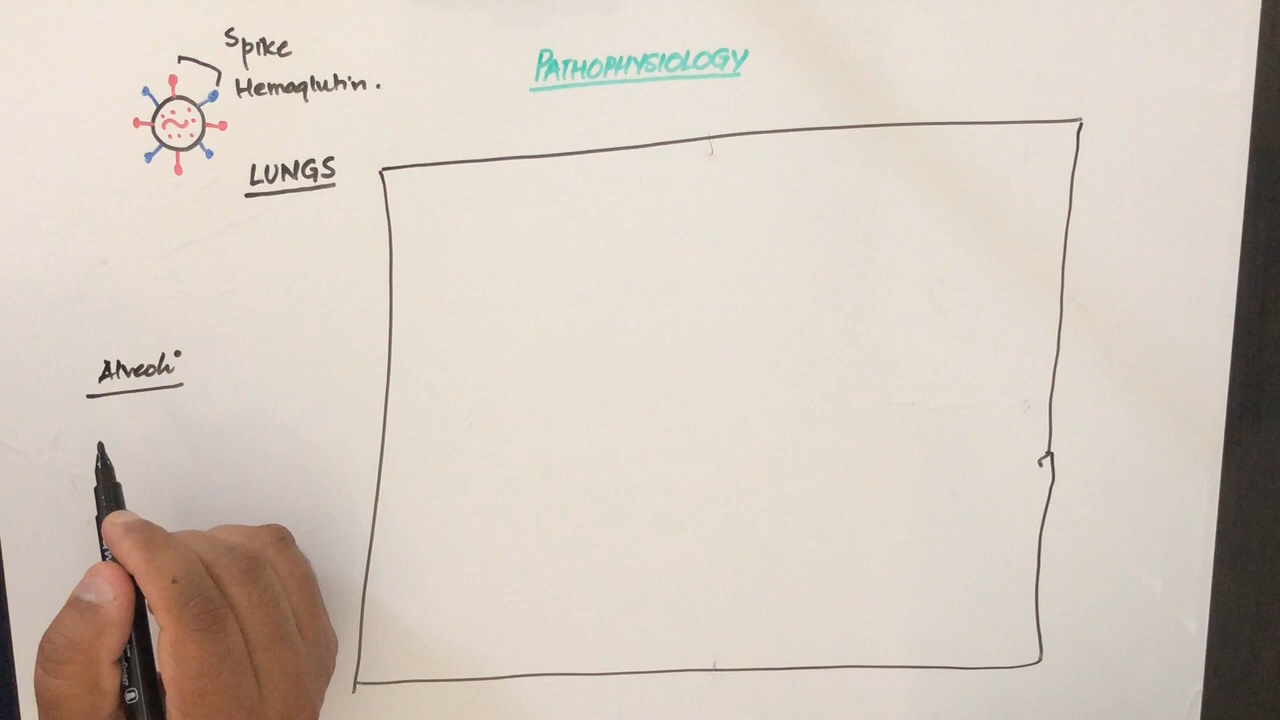 PATHOPHYSIOLOGY
Spike
Hemaglutin.
LUNGS
Alveoli